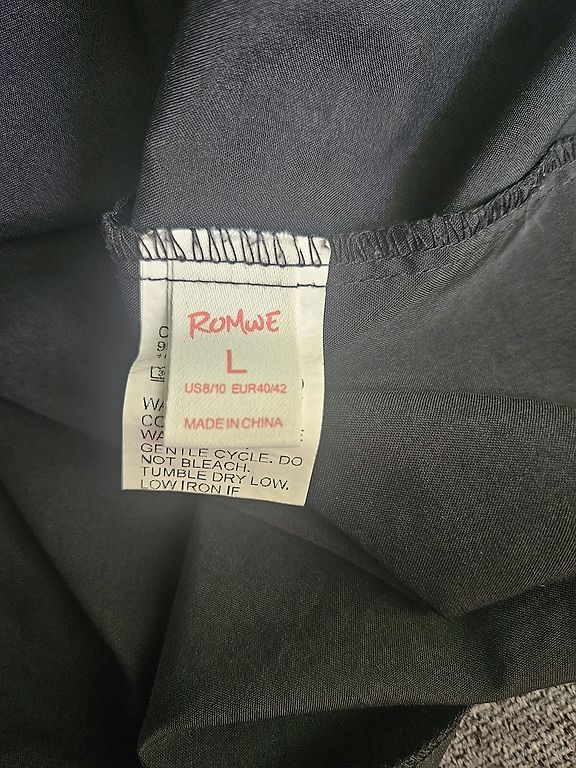 ROMWE
L
US8/10 EUR40/42
MADE IN CHINA
GENTLE CYCLE. DO
NOT BLEACH.
TUMBLE DRY LOW.
LOW IRON IF